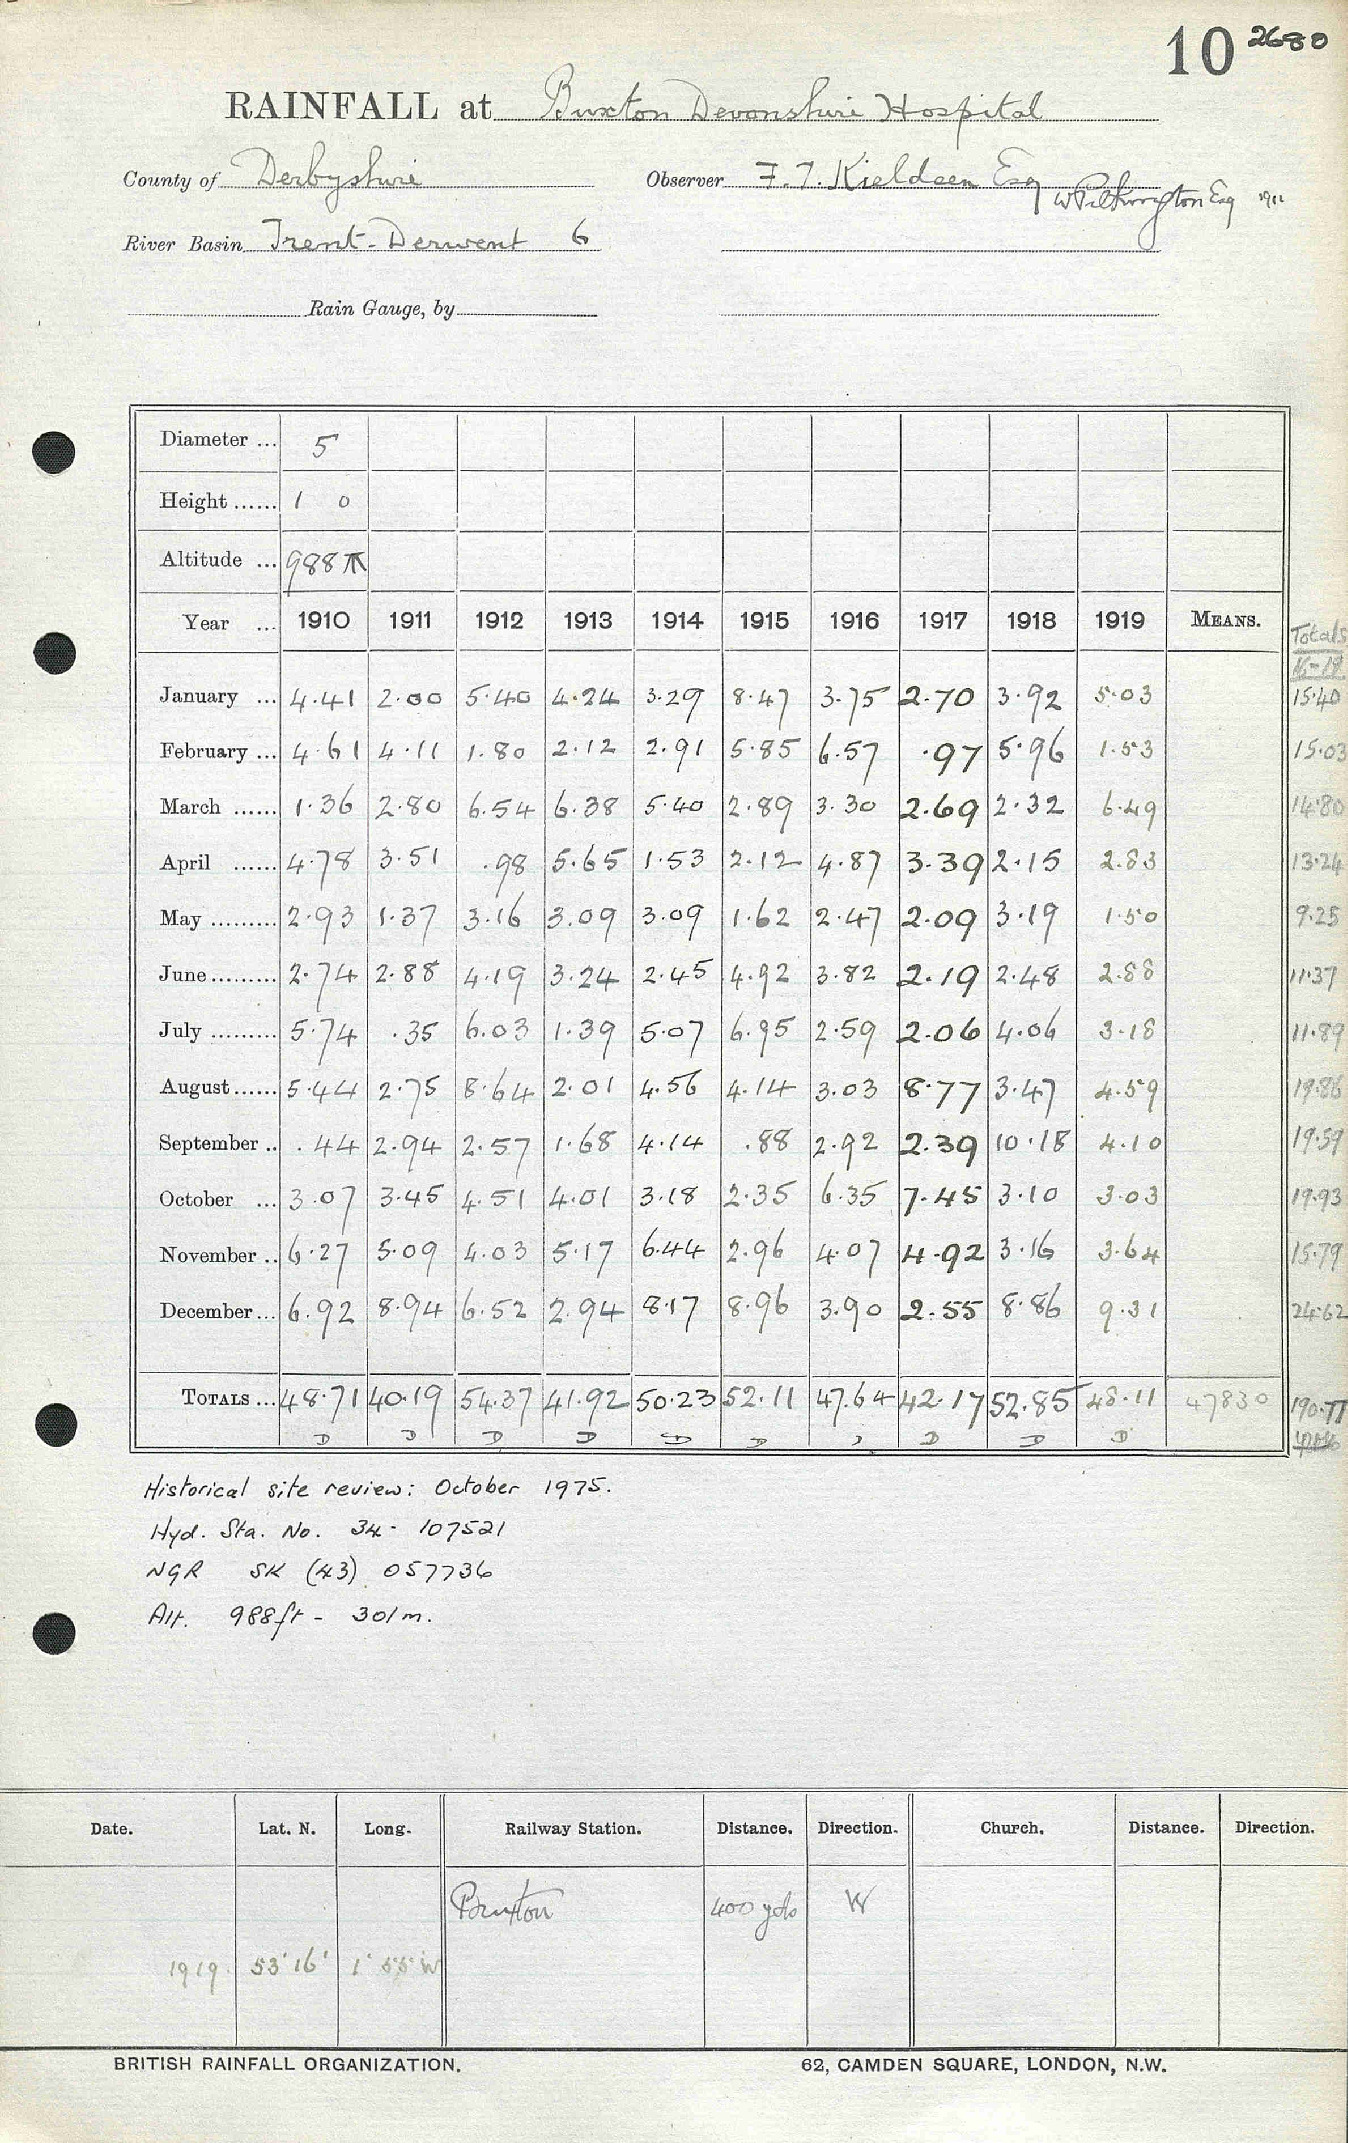 10 2680
RAINFALL at Buxton Devonshire Hospital
County of Derbyshire Observer F. T. Kieldsen Esq
W Pilkington Esq 1911
River Basin Trent-Derwent 6
Rain Gauge, by
Diameter ... 5
Height ...... 1 0
Altitude ... 988
Year ... 1910 1911 1912 1913 1914 1915 1916 1917 1918 1919 MEANS. Totals
January ... 4.41 2.00 5.40 4.24 3.29 8.47 3.75 2.70 3.92 5.03 15.40
February ... 4.61 4.11 1.80 2.12 2.91 5.85 6.57 .97 5.96 1.53 15.03
March ...... 1.36 2.80 6.54 6.38 5.40 2.89 3.30 2.69 2.32 6.49 14.80
April ...... 4.78 3.51 .98 5.65 1.53 2.12 4.87 3.39 2.15 2.83 13.24
May ......... 2.93 1.37 3.16 3.09 3.09 1.62 2.47 2.09 3.19 1.50 9.25
June ......... 2.74 2.88 4.19 3.24 2.45 4.92 3.82 2.19 2.48 2.88 11.37
July ......... 5.74 .35 6.03 1.39 5.07 6.95 2.59 2.06 4.06 3.18 11.89
August ...... 5.44 2.75 8.64 2.01 4.56 4.14 3.03 8.77 3.47 4.59 19.86
September .. .44 2.94 2.57 1.68 4.14 .88 2.92 2.39 10.18 4.10 19.59
October ... 3.07 3.45 4.51 4.01 3.18 2.35 6.35 7.45 3.10 3.03 19.93
November .. 6.27 5.09 4.03 5.17 6.44 2.96 4.07 4.92 3.16 3.64 15.79
December ... 6.92 8.94 6.52 2.94 8.17 8.96 3.90 2.55 8.86 9.31 24.62
TOTALS ... 48.71 40.19 54.37 41.92 50.23 52.11 47.64 42.17 52.85 48.11 47830 190.77
D D D D D D D D D
Historical site review: October 1975.
Hyd. Sta. No. 34- 107521
NGR SK (43) 057736
Alt. 988ft - 301m.
Date. Lat. N. Long. Railway Station. Distance. Direction. Church. Distance. Direction.
Buxton 400 yds W
1919. 53° 16' 1° 55' W
BRITISH RAINFALL ORGANIZATION. 62, CAMDEN SQUARE, LONDON, N.W.